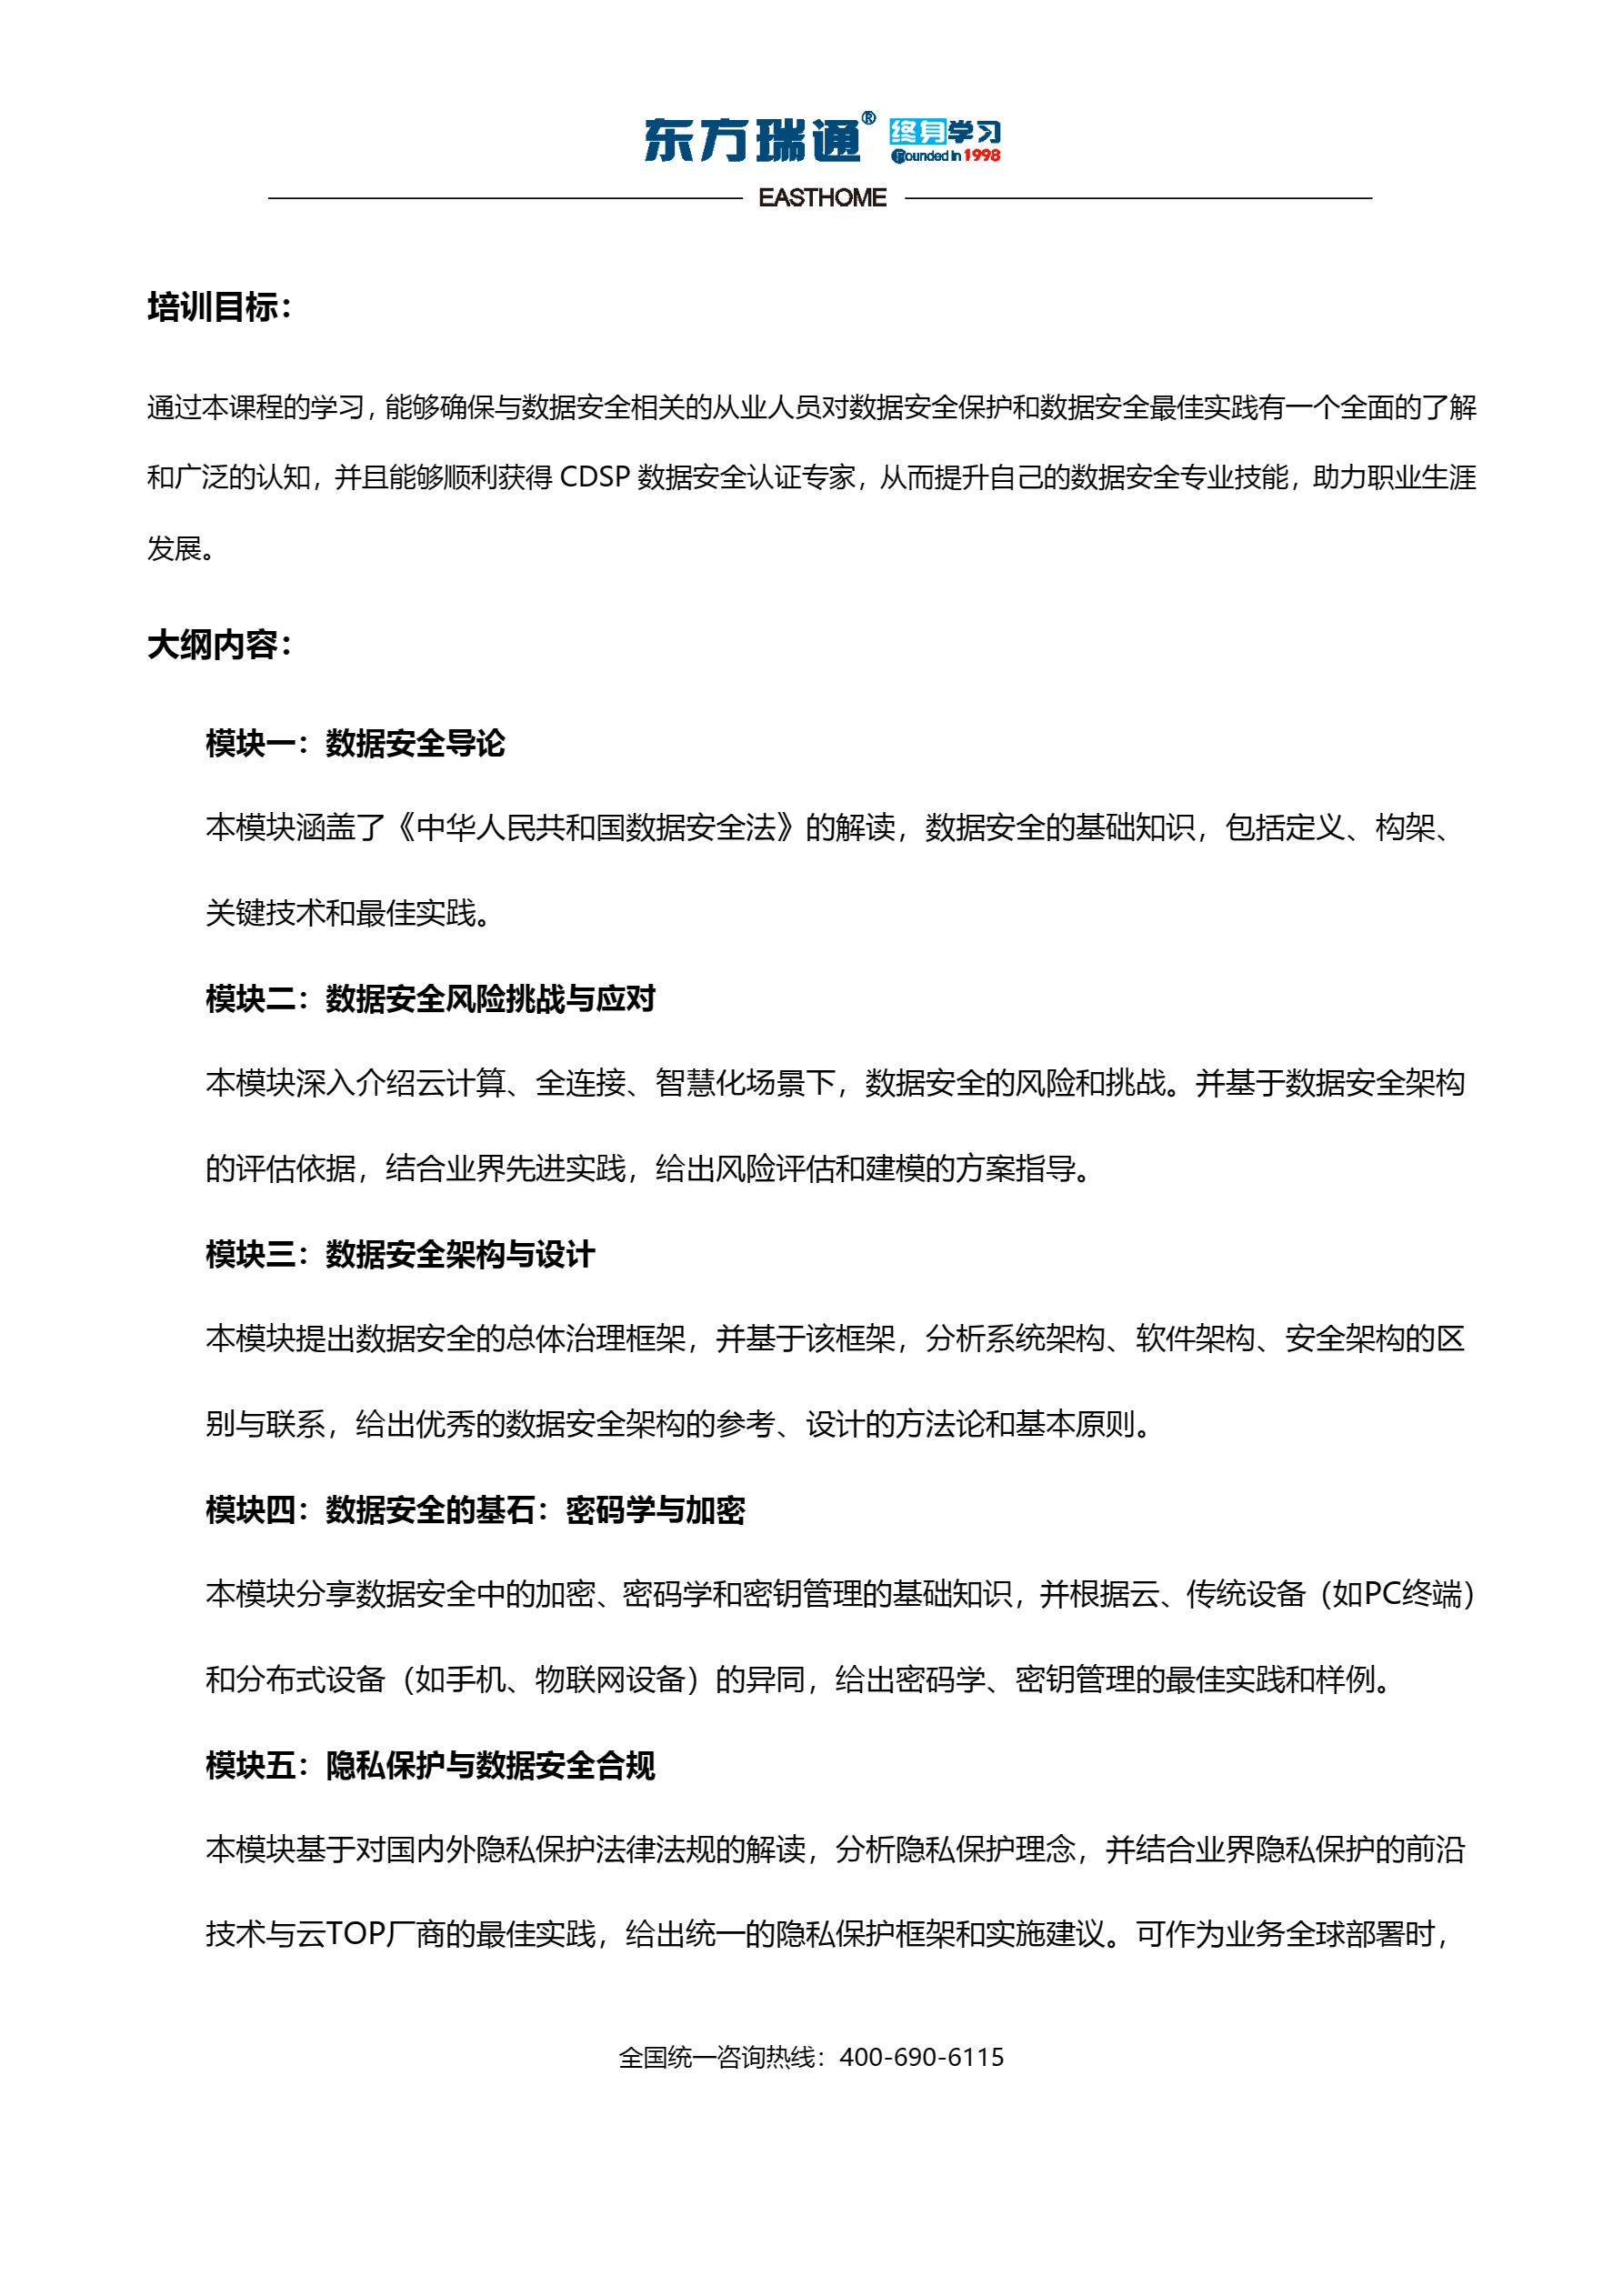 东方瑞通® 终身学习
Founded in 1998
EASTHOME
培训目标：
通过本课程的学习，能够确保与数据安全相关的从业人员对数据安全保护和数据安全最佳实践有一个全面的了解
和广泛的认知，并且能够顺利获得 CDSP 数据安全认证专家，从而提升自己的数据安全专业技能，助力职业生涯
发展。
大纲内容：
模块一：数据安全导论
本模块涵盖了《中华人民共和国数据安全法》的解读，数据安全的基础知识，包括定义、构架、
关键技术和最佳实践。
模块二：数据安全风险挑战与应对
本模块深入介绍云计算、全连接、智慧化场景下，数据安全的风险和挑战。并基于数据安全架构
的评估依据，结合业界先进实践，给出风险评估和建模的方案指导。
模块三：数据安全架构与设计
本模块提出数据安全的总体治理框架，并基于该框架，分析系统架构、软件架构、安全架构的区
别与联系，给出优秀的数据安全架构的参考、设计的方法论和基本原则。
模块四：数据安全的基石：密码学与加密
本模块分享数据安全中的加密、密码学和密钥管理的基础知识，并根据云、传统设备（如PC终端）
和分布式设备（如手机、物联网设备）的异同，给出密码学、密钥管理的最佳实践和样例。
模块五：隐私保护与数据安全合规
本模块基于对国内外隐私保护法律法规的解读，分析隐私保护理念，并结合业界隐私保护的前沿
技术与云TOP厂商的最佳实践，给出统一的隐私保护框架和实施建议。可作为业务全球部署时，
全国统一咨询热线：400-690-6115